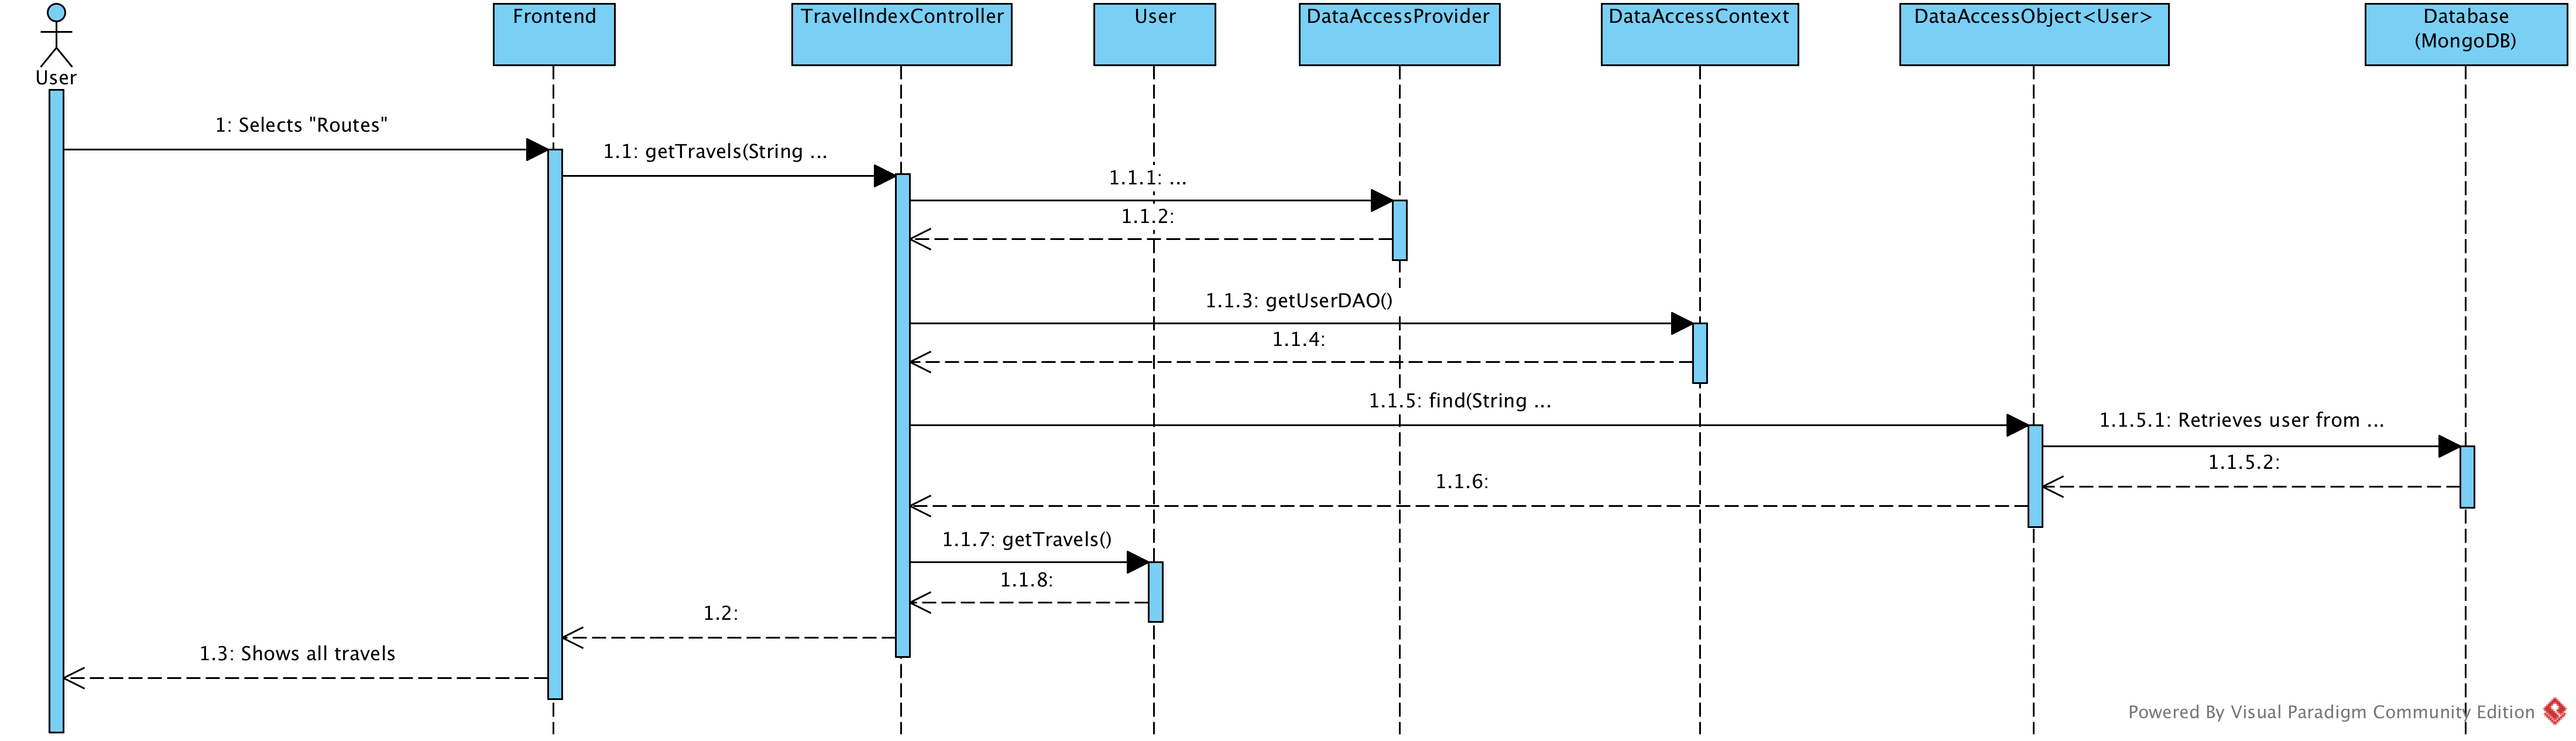 Frontend
TravelIndexController
User
DataAccessProvider
DataAccessContext
DataAccessObject<User>
Database
(MongoDB)
User
1: Selects "Routes"
1.1: getTravels(String ...
1.1.1: ...
1.1.2:
1.1.3: getUserDAO()
1.1.4:
1.1.5: find(String ...
1.1.5.1: Retrieves user from ...
1.1.5.2:
1.1.6:
1.1.7: getTravels()
1.1.8:
1.2:
1.3: Shows all travels
Powered By Visual Paradigm Community Edition